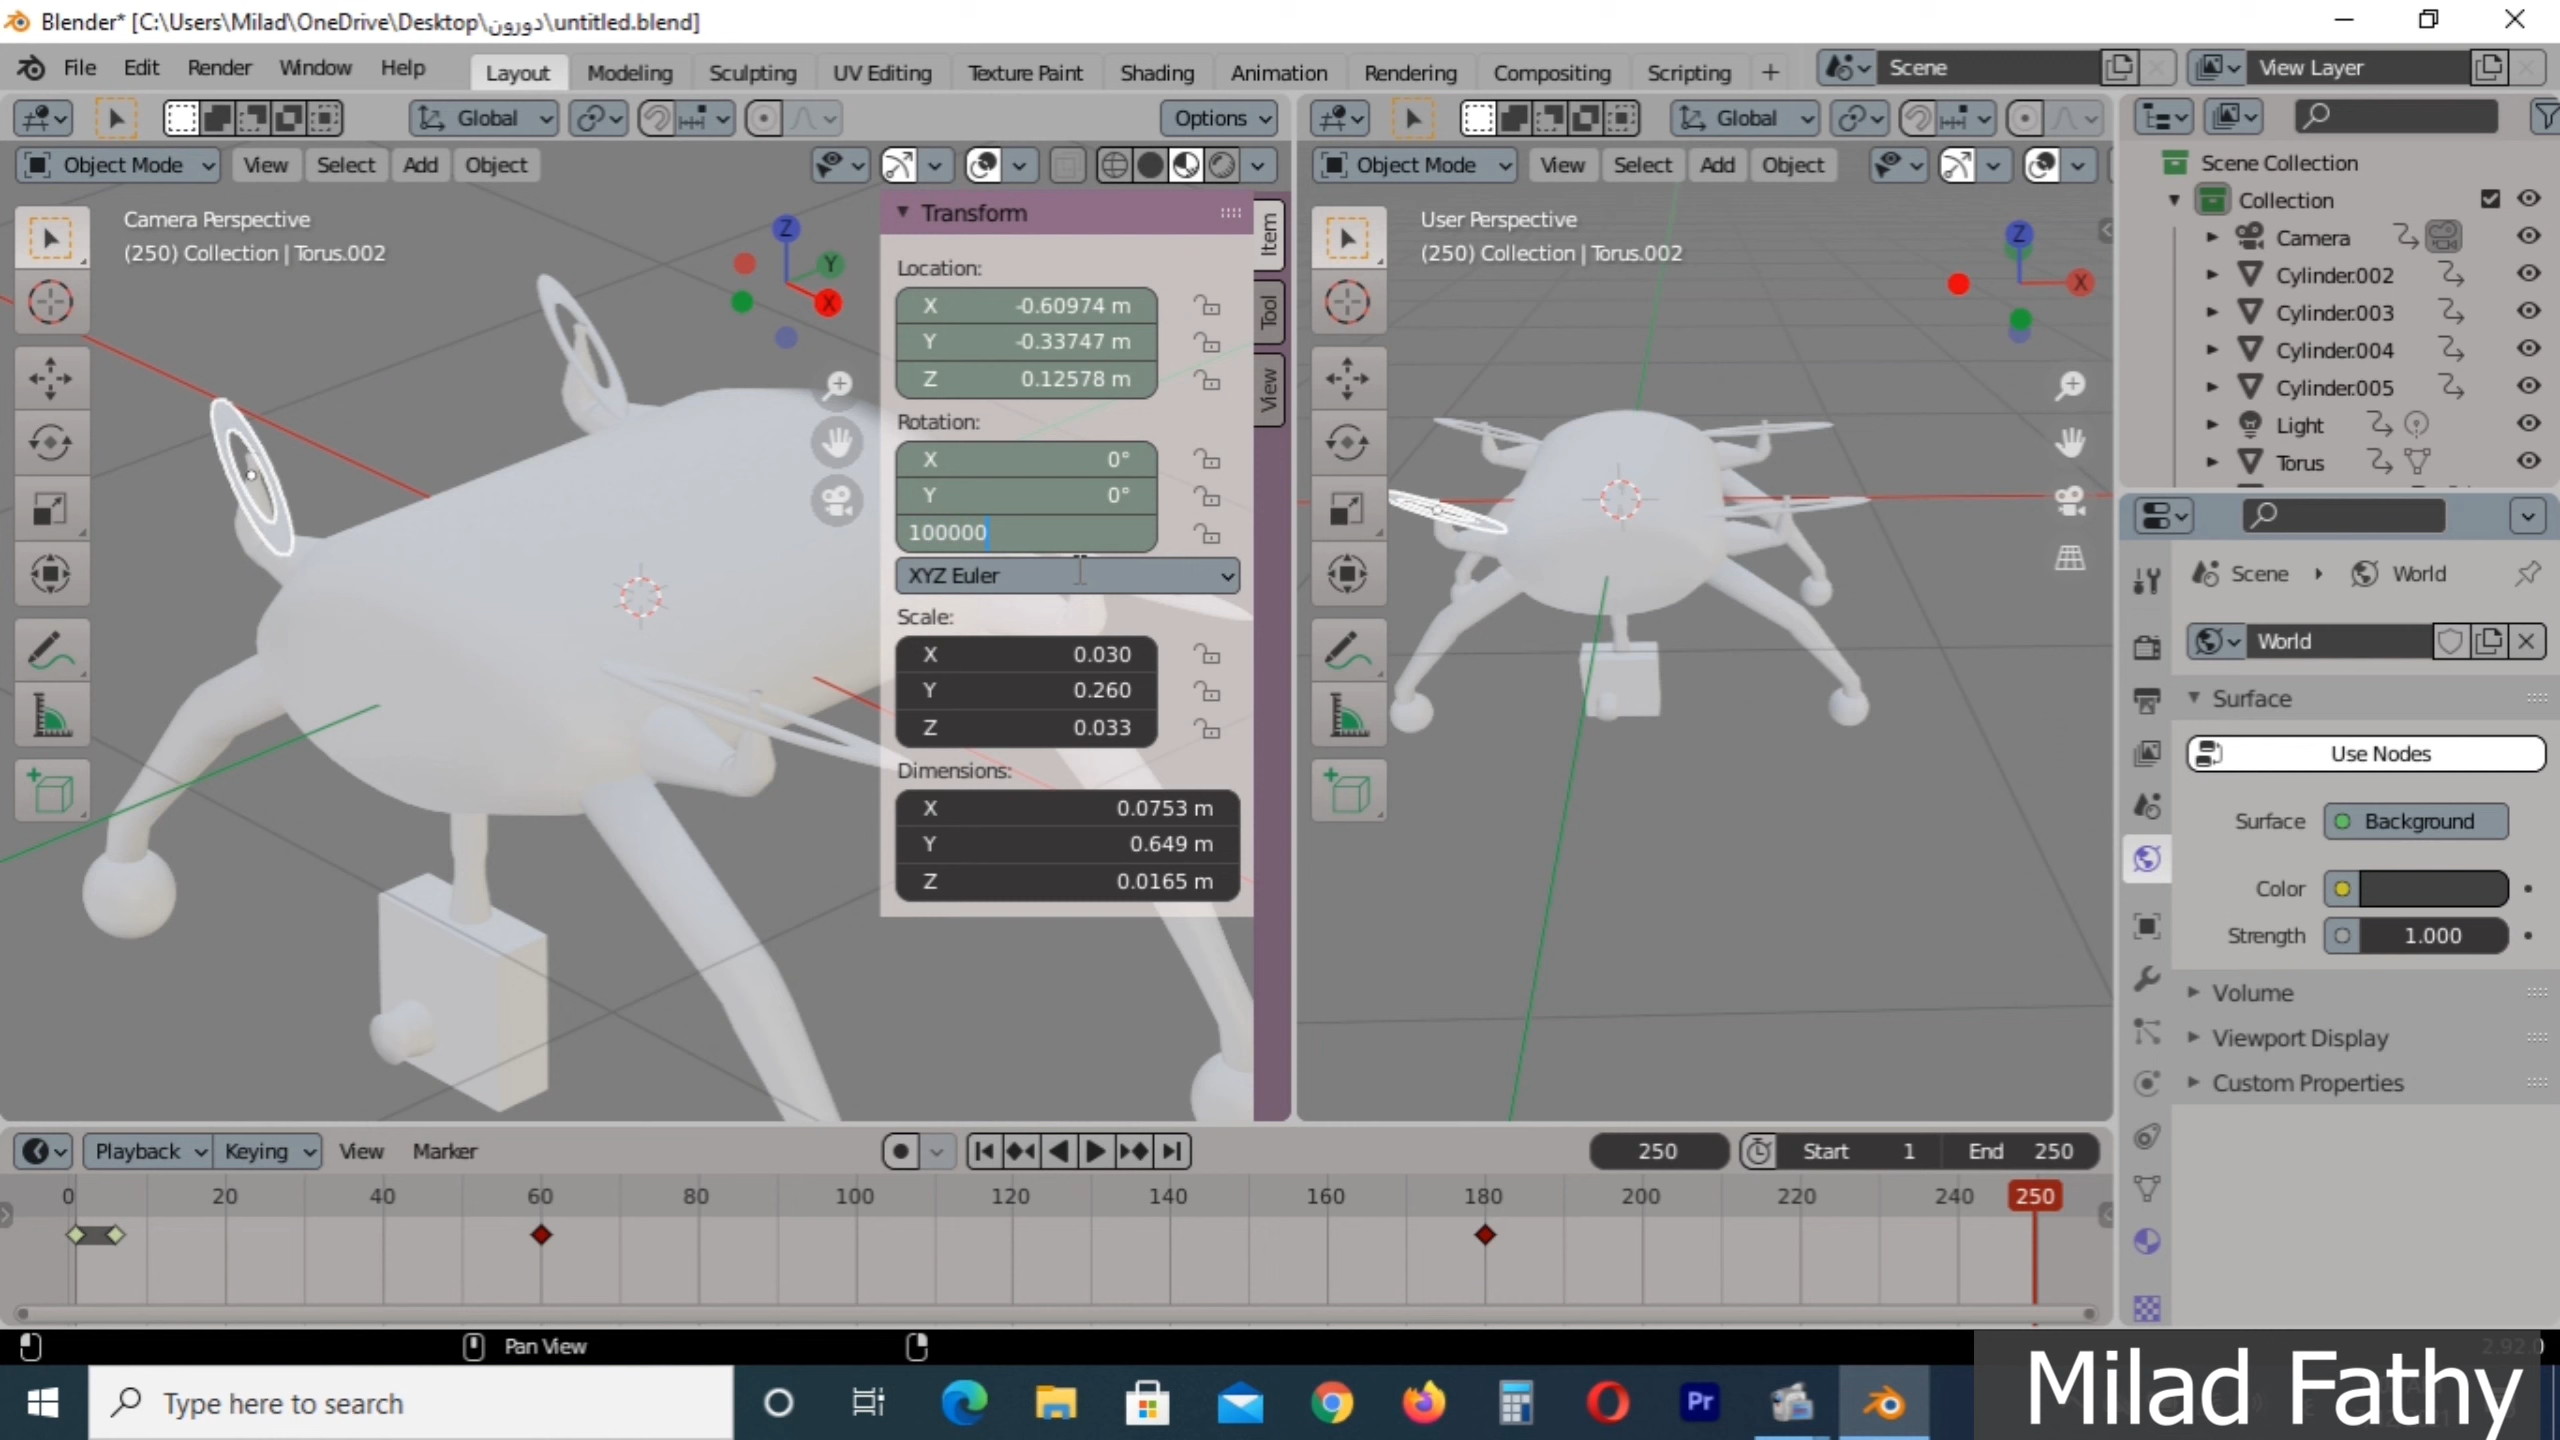 Blender* [C:\Users\Milad\OneDrive\Desktop\دورون\untitled.blend]
File Edit Render Window Help Layout Modeling Sculpting UV Editing Texture Paint Shading Animation Rendering Compositing Scripting + Scene View Layer
Global Options Global
Object Mode View Select Add Object Object Mode View Select Add Object
Camera Perspective
(250) Collection | Torus.002
Z
Y
X
Transform
Location:
X -0.60974 m
Y -0.33747 m
Z 0.12578 m
Rotation:
X 0°
Y 0°
100000
XYZ Euler
Scale:
X 0.030
Y 0.260
Z 0.033
Dimensions:
X 0.0753 m
Y 0.649 m
Z 0.0165 m
Item
Tool
View
User Perspective
(250) Collection | Torus.002
Z
X
Scene Collection
Collection
Camera
Cylinder.002
Cylinder.003
Cylinder.004
Cylinder.005
Light
Torus
Scene World
World
Surface
Use Nodes
Surface Background
Color
Strength 1.000
Volume
Viewport Display
Custom Properties
Playback Keying View Marker 250 Start 1 End 250
0 20 40 60 80 100 120 140 160 180 200 220 240 250
Pan View
2.92.0
Type here to search
Pr
Milad Fathy